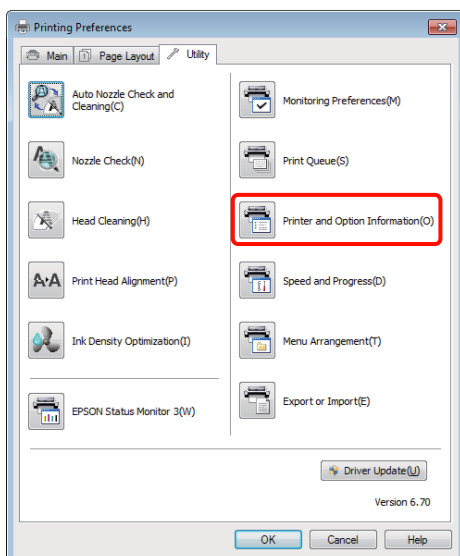 Printing Preferences
Main
Page Layout
Utility
Auto Nozzle Check and
Cleaning(C)
Nozzle Check(N)
Head Cleaning(H)
Print Head Alignment(P)
Ink Density Optimization(I)
EPSON Status Monitor 3(W)
Monitoring Preferences(M)
Print Queue(S)
Printer and Option Information(O)
Speed and Progress(D)
Menu Arrangement(T)
Export or Import(E)
Driver Update(U)
Version 6.70
OK
Cancel
Help